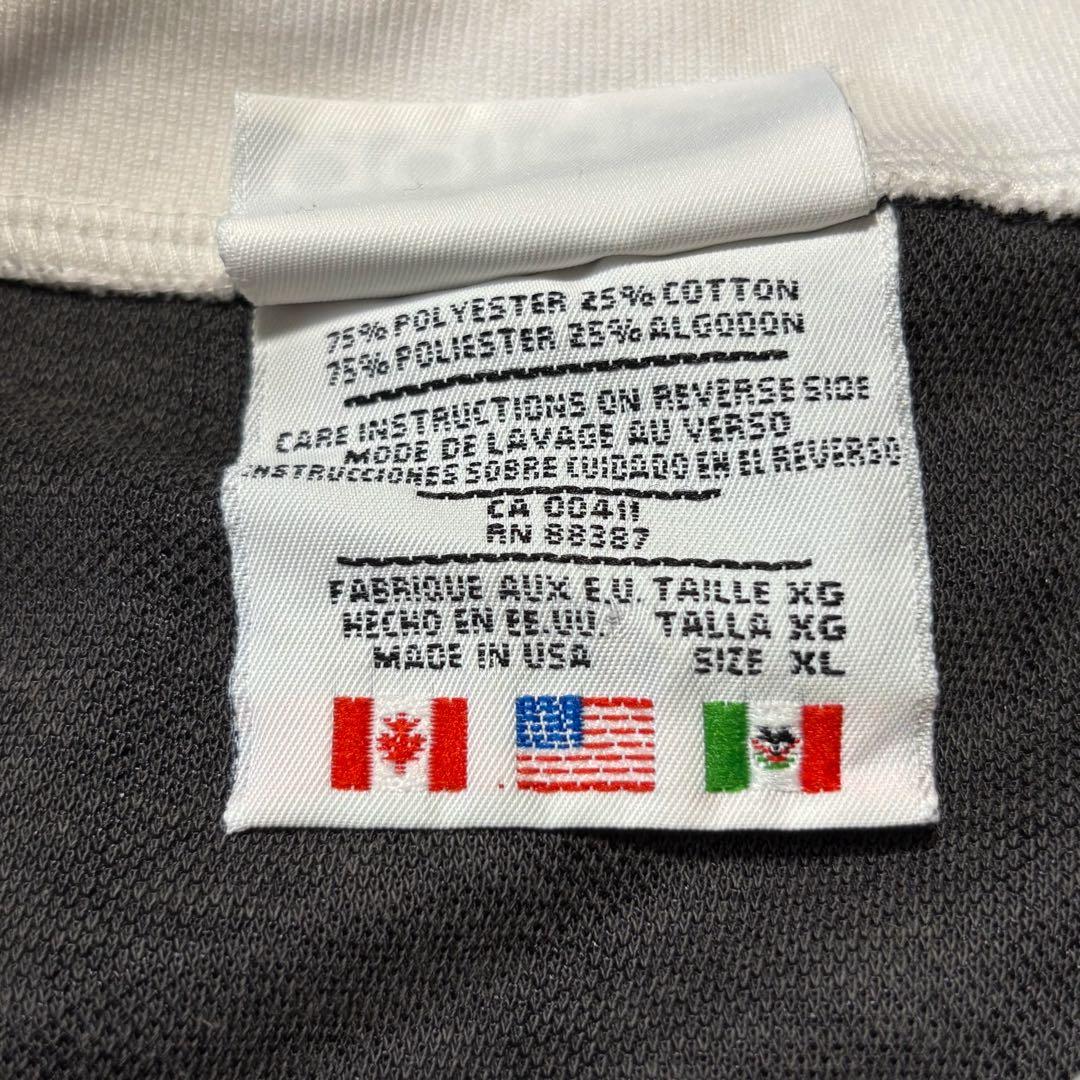 75% POLYESTER 25% COTTON
75% POLIESTER 25% ALGODON
CARE INSTRUCTIONS ON REVERSE SIDE
MODE DE LAVAGE AU VERSO
INSTRUCCIONES SOBRE CUIDADO EN EL REVERSO
CA 00411
RN 88387
FABRIQUE AUX E.U. TAILLE XG
HECHO EN EE.UU. TALLA XG
MADE IN USA SIZE XL